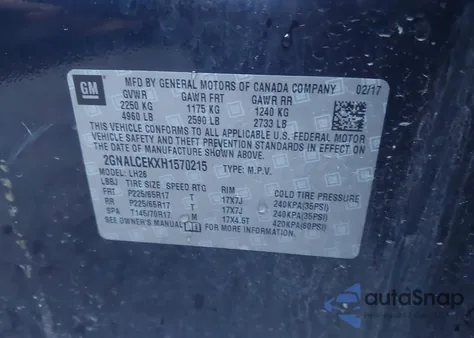 GM
MFD BY GENERAL MOTORS OF CANADA COMPANY 02/17
GVWR GAWR FRT GAWR RR
2250 KG 1175 KG 1240 KG
4960 LB 2590 LB 2733 LB
THIS VEHICLE CONFORMS TO ALL APPLICABLE U.S. FEDERAL MOTOR
VEHICLE SAFETY, BUMPER, AND THEFT PREVENTION STANDARDS IN
EFFECT ON THE DATE OF MANUFACTURE SHOWN ABOVE.
2GNALCEKXH1570215 TYPE: M.P.V.
MODEL: LH26
LBBJ TIRE SIZE SPEED RTG RIM COLD TIRE PRESSURE
FRT P225/65R17 T 17X7J 240KPA(35PSI)
RR P225/65R17 T 17X7J 240KPA(35PSI)
SPA T145/70R17 M 17X4.5T 420KPA(60PSI)
SEE OWNER'S MANUAL FOR MORE INFORMATION.
autoSnap